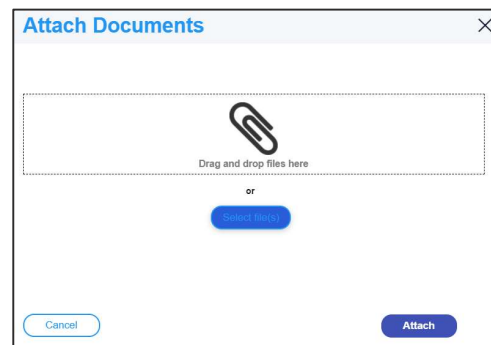 Attach Documents
Drag and drop files here
or
Select file(s)
Cancel
Attach